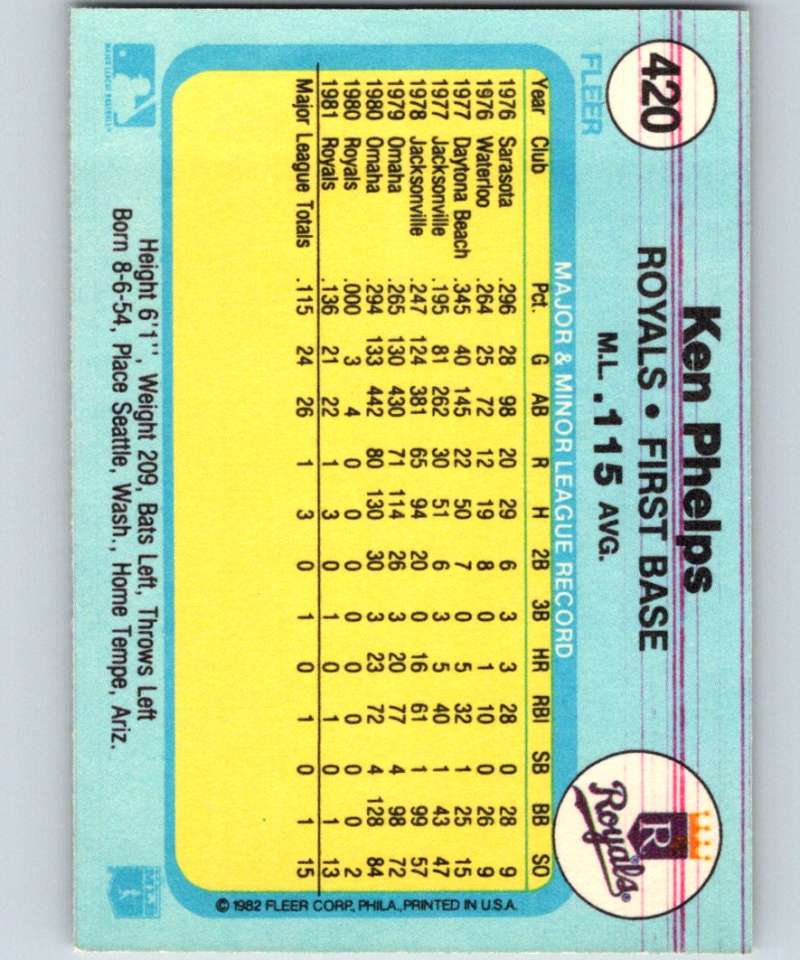 420
Ken Phelps
ROYALS • FIRST BASE
M.L. .115 AVG.
FLEER
R
Royals
MAJOR & MINOR LEAGUE RECORD
Year Club Pct. G AB R H 2B 3B HR RBI SB BB SO
1976 Sarasota .296 28 98 20 29 6 3 3 28 0 28 9
1976 Waterloo .264 25 72 12 19 8 0 1 10 0 26 9
1977 Daytona Beach .345 40 145 22 50 7 0 5 32 1 25 15
1977 Jacksonville .195 81 262 30 51 6 3 5 40 1 43 47
1978 Jacksonville .247 124 381 65 94 20 0 16 61 1 99 57
1979 Omaha .265 130 430 71 114 26 3 20 77 4 98 72
1980 Omaha .294 133 442 80 130 30 3 23 72 4 128 84
1980 Royals .000 3 4 0 0 0 0 0 0 0 0 2
1981 Royals .136 21 22 1 3 0 1 0 1 0 1 13
Major League Totals .115 24 26 1 3 0 1 0 1 0 1 15
© 1982 FLEER CORP., PHILA., PRINTED IN U.S.A.
Height 6'1", Weight 209, Bats Left, Throws Left
Born 8-6-54, Place Seattle, Wash., Home Tempe, Ariz.